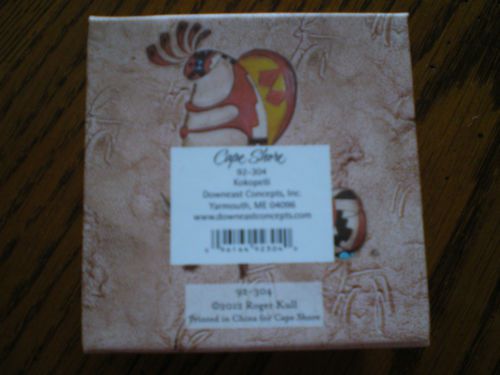 Cape Shore
92-304
Kokopelli
Downeast Concepts, Inc.
Yarmouth, ME 04096
www.downeastconcepts.com
92-304
©2012 Roger Kull
Printed in China for Cape Shore